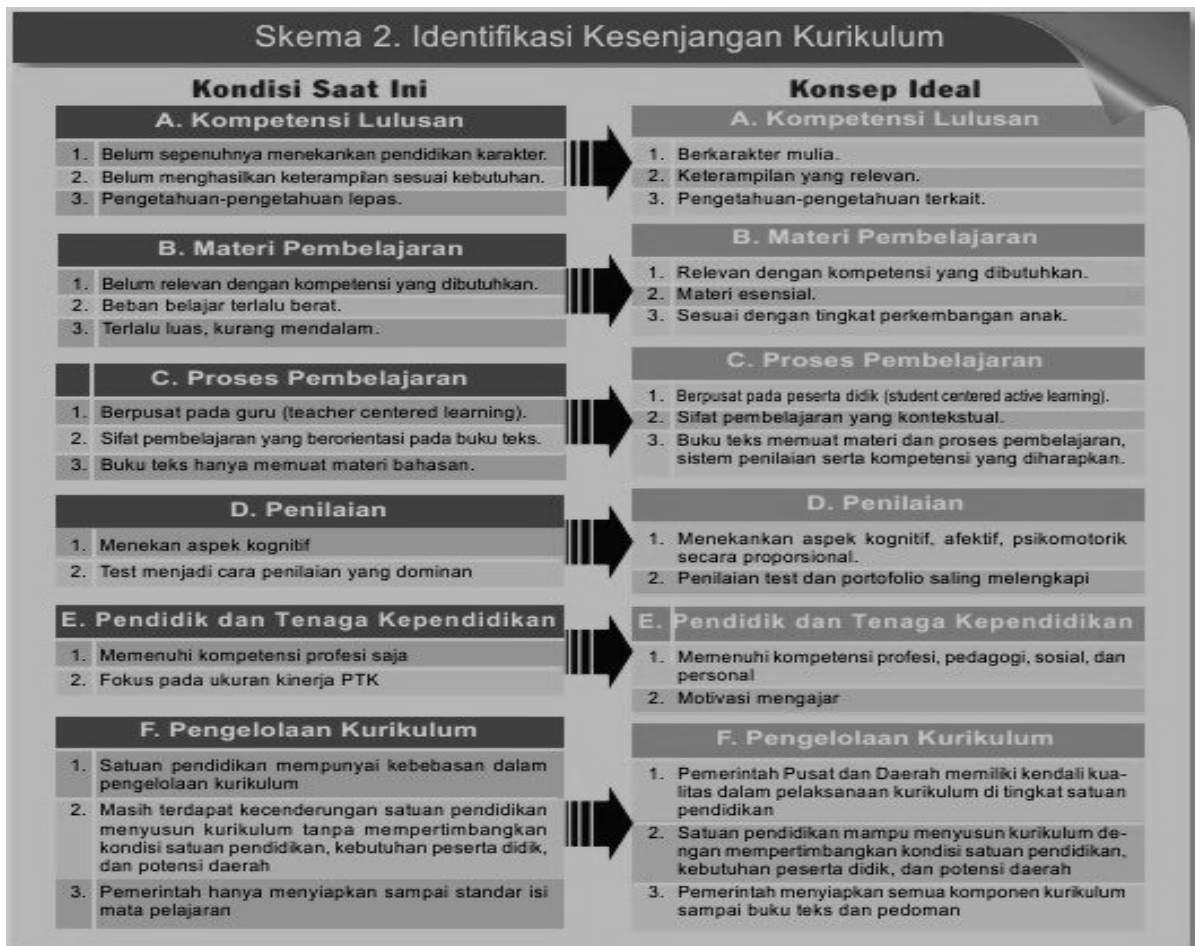 Skema 2. Identifikasi Kesenjangan Kurikulum
Kondisi Saat Ini
A. Kompetensi Lulusan
1. Belum sepenuhnya menekankan pendidikan karakter.
2. Belum menghasilkan keterampilan sesuai kebutuhan.
3. Pengetahuan-pengetahuan lepas.
B. Materi Pembelajaran
1. Belum relevan dengan kompetensi yang dibutuhkan.
2. Beban belajar terlalu berat.
3. Terlalu luas, kurang mendalam.
C. Proses Pembelajaran
1. Berpusat pada guru (teacher centered learning).
2. Sifat pembelajaran yang berorientasi pada buku teks.
3. Buku teks hanya memuat materi bahasan.
D. Penilaian
1. Menekan aspek kognitif
2. Test menjadi cara penilaian yang dominan
E. Pendidik dan Tenaga Kependidikan
1. Memenuhi kompetensi profesi saja
2. Fokus pada ukuran kinerja PTK
F. Pengelolaan Kurikulum
1. Satuan pendidikan mempunyai kebebasan dalam
pengelolaan kurikulum
2. Masih terdapat kecenderungan satuan pendidikan
menyusun kurikulum tanpa mempertimbangkan
kondisi satuan pendidikan, kebutuhan peserta didik,
dan potensi daerah
3. Pemerintah hanya menyiapkan sampai standar isi
mata pelajaran
Konsep Ideal
A. Kompetensi Lulusan
1. Berkarakter mulia.
2. Keterampilan yang relevan.
3. Pengetahuan-pengetahuan terkait.
B. Materi Pembelajaran
1. Relevan dengan kompetensi yang dibutuhkan.
2. Materi esensial.
3. Sesuai dengan tingkat perkembangan anak.
C. Proses Pembelajaran
1. Berpusat pada peserta didik (student centered active learning).
2. Sifat pembelajaran yang kontekstual.
3. Buku teks memuat materi dan proses pembelajaran,
sistem penilaian serta kompetensi yang diharapkan.
D. Penilaian
1. Menekankan aspek kognitif, afektif, psikomotorik
secara proporsional.
2. Penilaian test dan portofolio saling melengkapi
E. Pendidik dan Tenaga Kependidikan
1. Memenuhi kompetensi profesi, pedagogi, sosial, dan
personal
2. Motivasi mengajar
F. Pengelolaan Kurikulum
1. Pemerintah Pusat dan Daerah memiliki kendali kua-
litas dalam pelaksanaan kurikulum di tingkat satuan
pendidikan
2. Satuan pendidikan mampu menyusun kurikulum de-
ngan mempertimbangkan kondisi satuan pendidikan,
kebutuhan peserta didik, dan potensi daerah
3. Pemerintah menyiapkan semua komponen kurikulum
sampai buku teks dan pedoman